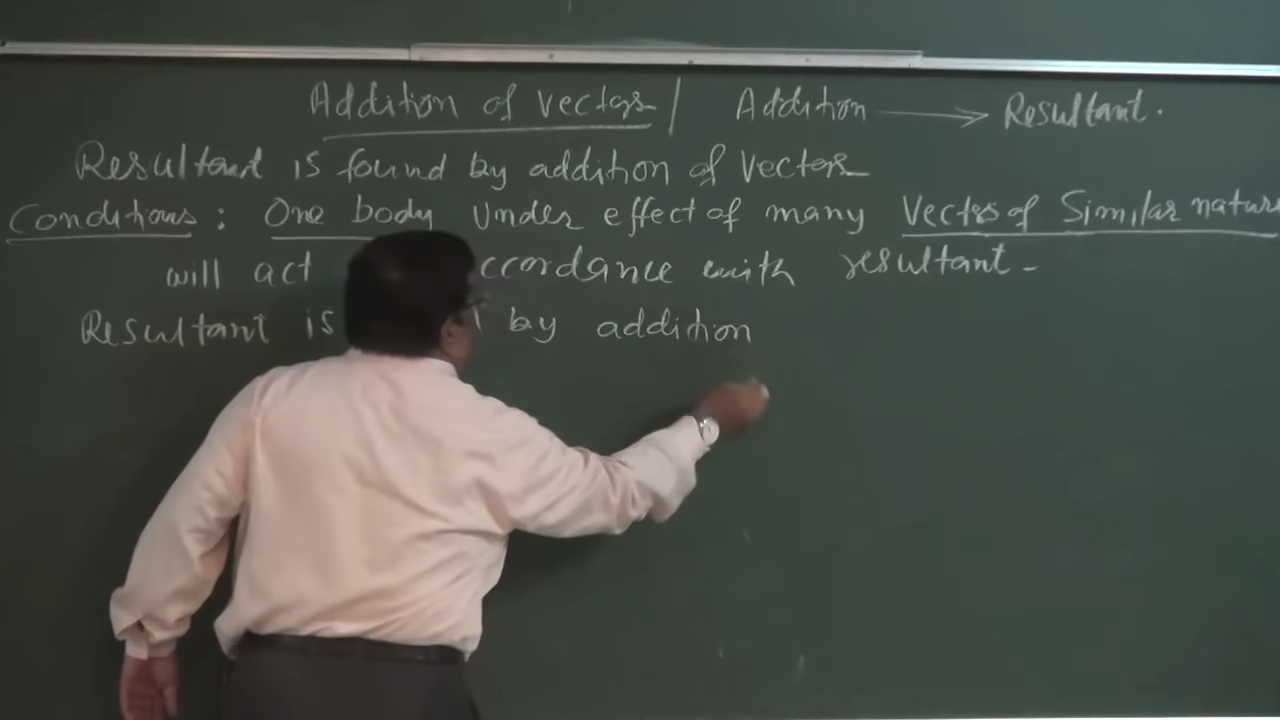 Addition of vectors / Addition → Resultant.
Resultant is found by addition of Vectors
Conditions : One body under effect of many Vectors of Similar nature
will act accordance with resultant -
Resultant is by addition